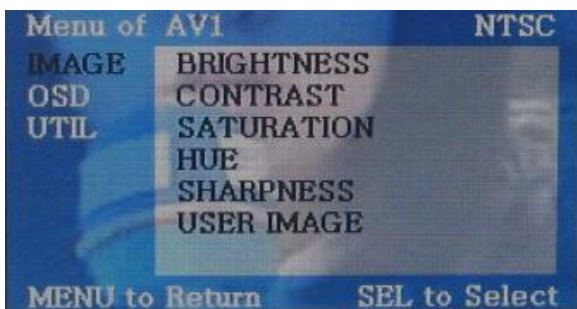 Menu of AV1 NTSC
IMAGE BRIGHTNESS
OSD CONTRAST
UTIL SATURATION
HUE
SHARPNESS
USER IMAGE
MENU to Return SEL to Select